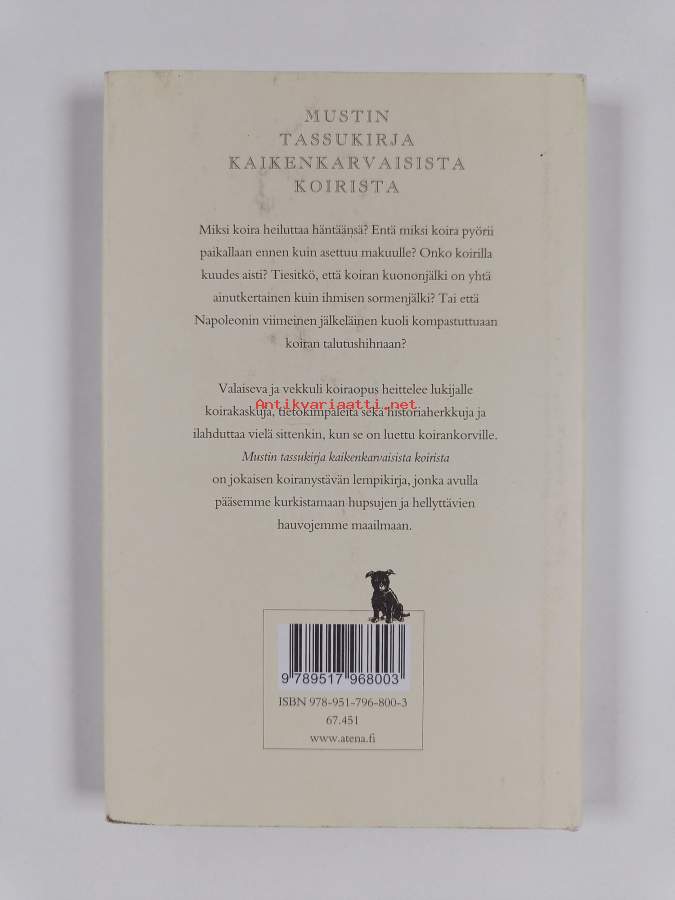 MUSTIN
TASSUKIRJA
KAIKENKARVAISISTA
KOIRISTA
Miksi koira heiluttaa häntäänsä? Entä miksi koira pyörii
paikallaan ennen kuin asettuu makuulle? Onko koirilla
kuudes aisti? Tiesitkö, että koiran kuononjälki on yhtä
ainutkertainen kuin ihmisen sormenjälki? Tai että
Napoleonin viimeinen jälkeläinen kuoli kompastuttuaan
koiran talutushihnaan?
Valaiseva ja vekkuli koiraopus heittelee lukijalle
Antikvariaatti.net
koirakaskuja, tietokimpaleita sekä historiaherkkuja ja
ilahduttaa vielä sittenkin, kun se on luettu koirankorville.
Mustin tassukirja kaikenkarvaisista koirista
on jokaisen koiranystävän lempikirja, jonka avulla
pääsemme kurkistamaan hupsujen ja hellyttävien
hauvojemme maailmaan.
9 789517 968003
ISBN 978-951-796-800-3
67.451
www.atena.fi